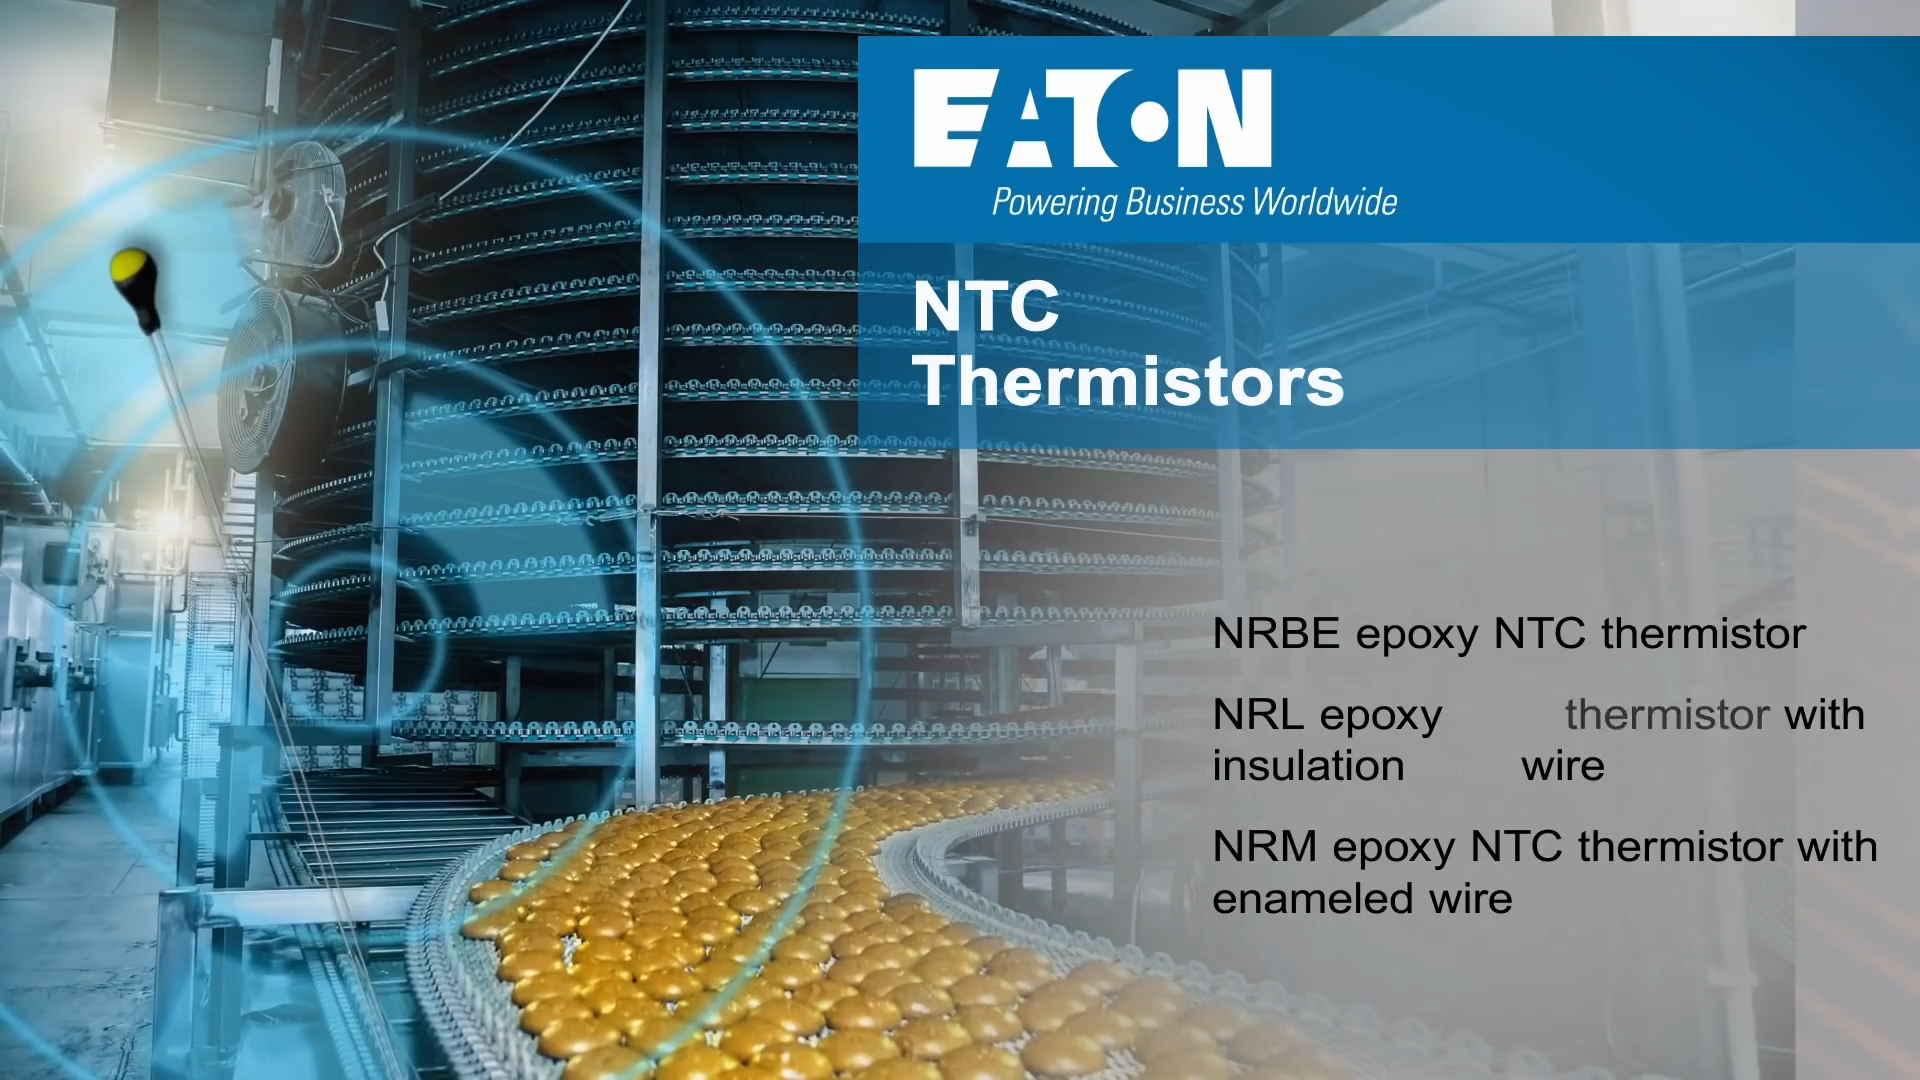 EATON
Powering Business Worldwide
NTC
Thermistors
NRBE epoxy NTC thermistor
NRL epoxy thermistor with
insulation wire
NRM epoxy NTC thermistor with
enameled wire